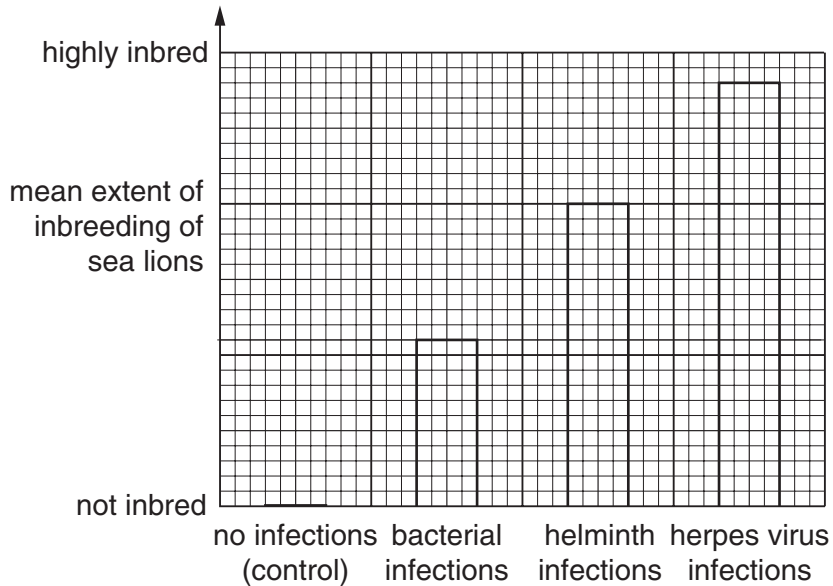 highly inbred
mean extent of
inbreeding of
sea lions
not inbred
no infections
(control)
bacterial
infections
helminth
infections
herpes virus
infections